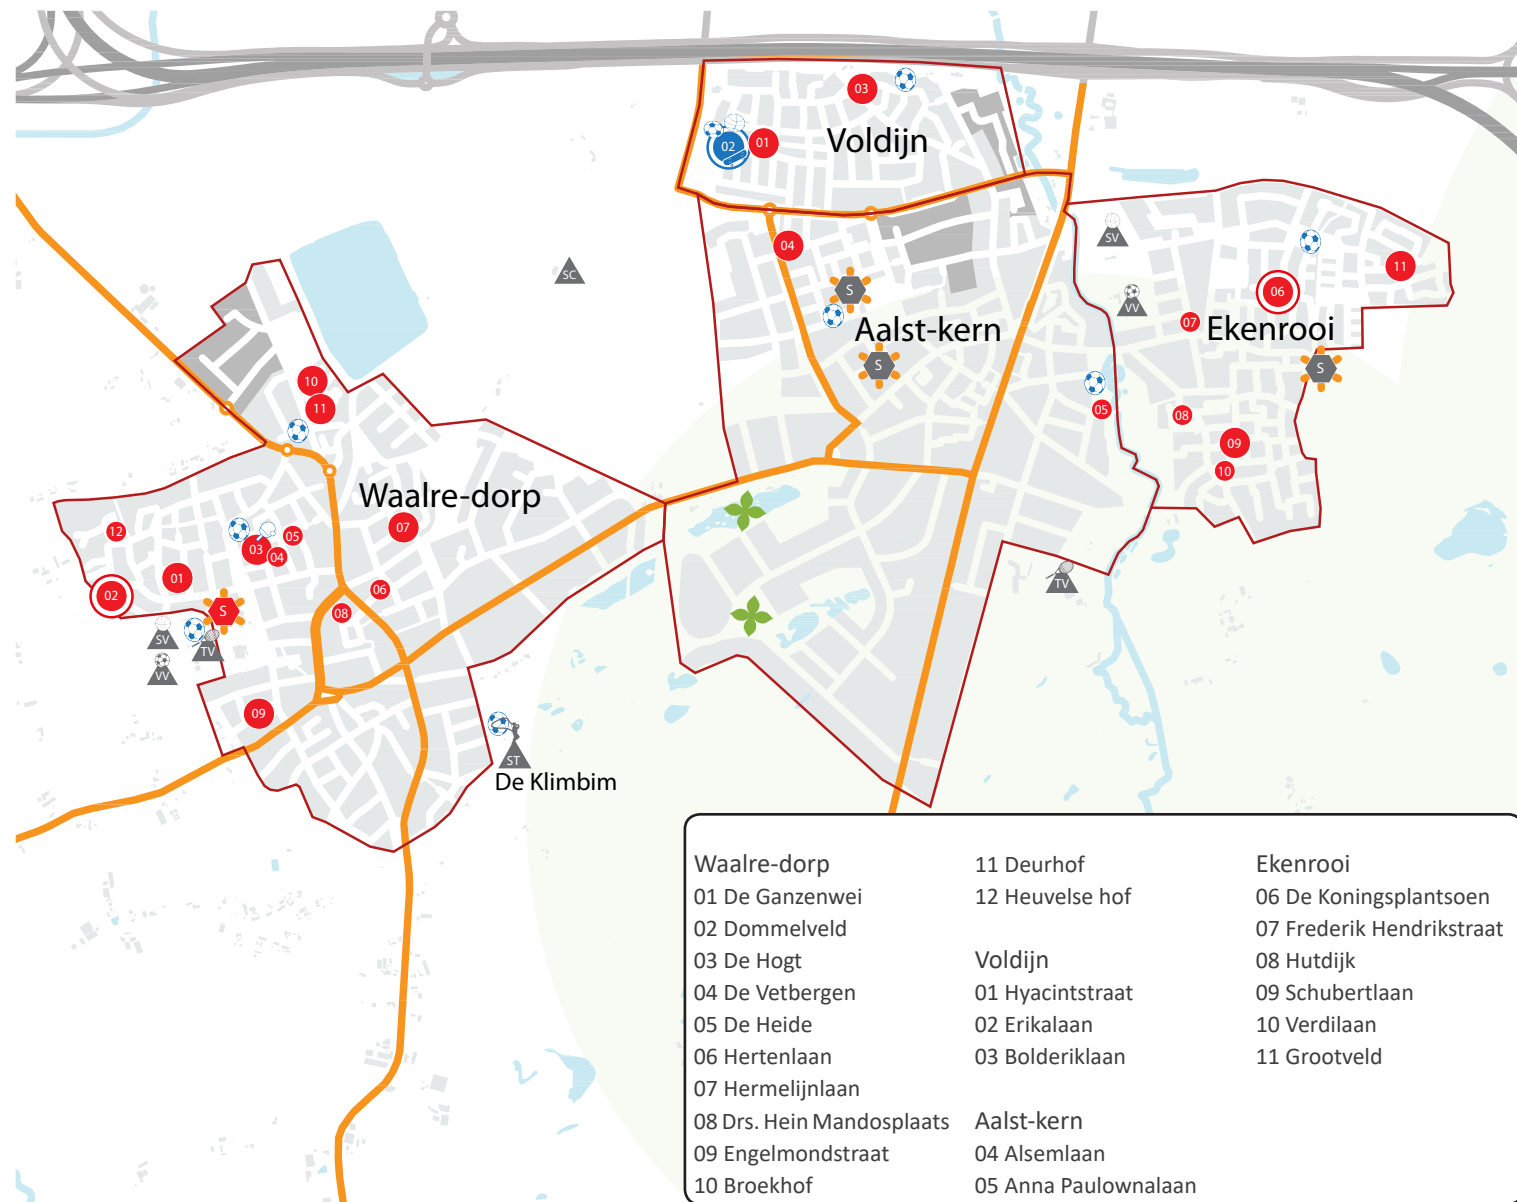 03
02
01
Voldijn
04
SV
SC
S
06
11
VV
07
Ekenrooi
Aalst-kern
S
S
10
11
05
08
09
10
Waalre-dorp
07
12
05
03
04
01
02
06
S
08
SV
TV
VV
TV
09
ST
De Klimbim
Waalre-dorp
01 De Ganzenwei
02 Dommelveld
03 De Hogt
04 De Vetbergen
05 De Heide
06 Hertenlaan
07 Hermelijnlaan
08 Drs. Hein Mandosplaats
09 Engelmondstraat
10 Broekhof
11 Deurhof
12 Heuvelse hof
Voldijn
01 Hyacintstraat
02 Erikalaan
03 Bolderiklaan
Aalst-kern
04 Alsemlaan
05 Anna Paulownalaan
Ekenrooi
06 De Koningsplantsoen
07 Frederik Hendrikstraat
08 Hutdijk
09 Schubertlaan
10 Verdilaan
11 Grootveld